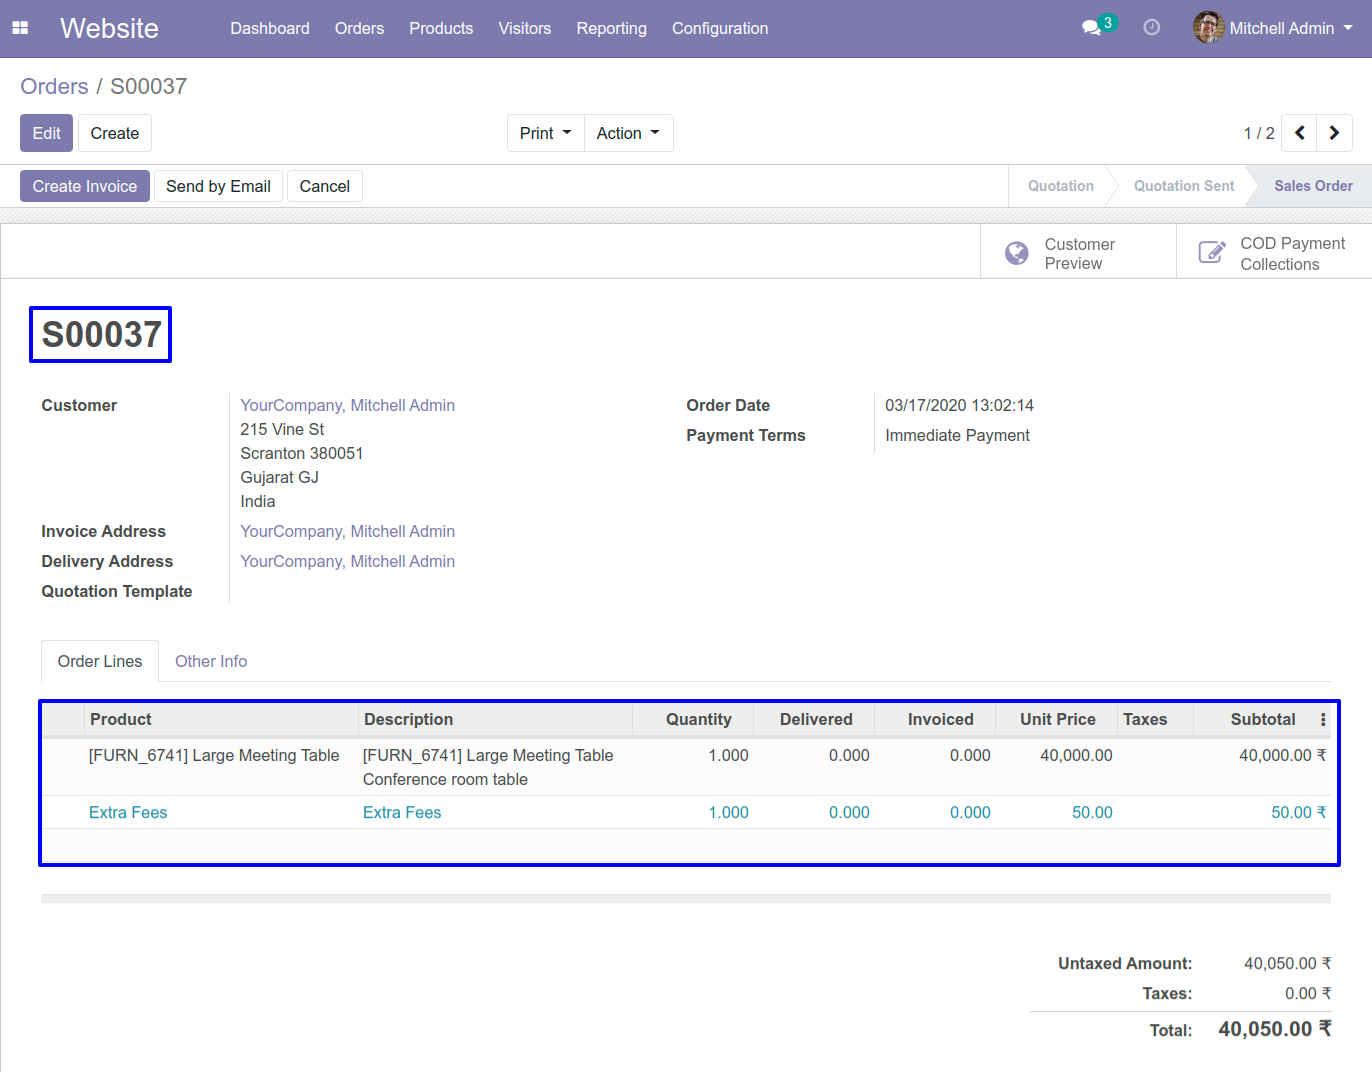 Website Dashboard Orders Products Visitors Reporting Configuration 3 Mitchell Admin
Orders / S00037
Edit Create Print Action 1 / 2
Create Invoice Send by Email Cancel Quotation Quotation Sent Sales Order
Customer Preview
COD Payment Collections
S00037
Customer YourCompany, Mitchell Admin
215 Vine St
Scranton 380051
Gujarat GJ
India
Order Date 03/17/2020 13:02:14
Payment Terms Immediate Payment
Invoice Address YourCompany, Mitchell Admin
Delivery Address YourCompany, Mitchell Admin
Quotation Template
Order Lines Other Info
Product Description Quantity Delivered Invoiced Unit Price Taxes Subtotal
[FURN_6741] Large Meeting Table [FURN_6741] Large Meeting Table 1.000 0.000 0.000 40,000.00 40,000.00 ₹
Conference room table
Extra Fees Extra Fees 1.000 0.000 0.000 50.00 50.00 ₹
Untaxed Amount: 40,050.00 ₹
Taxes: 0.00 ₹
Total: 40,050.00 ₹